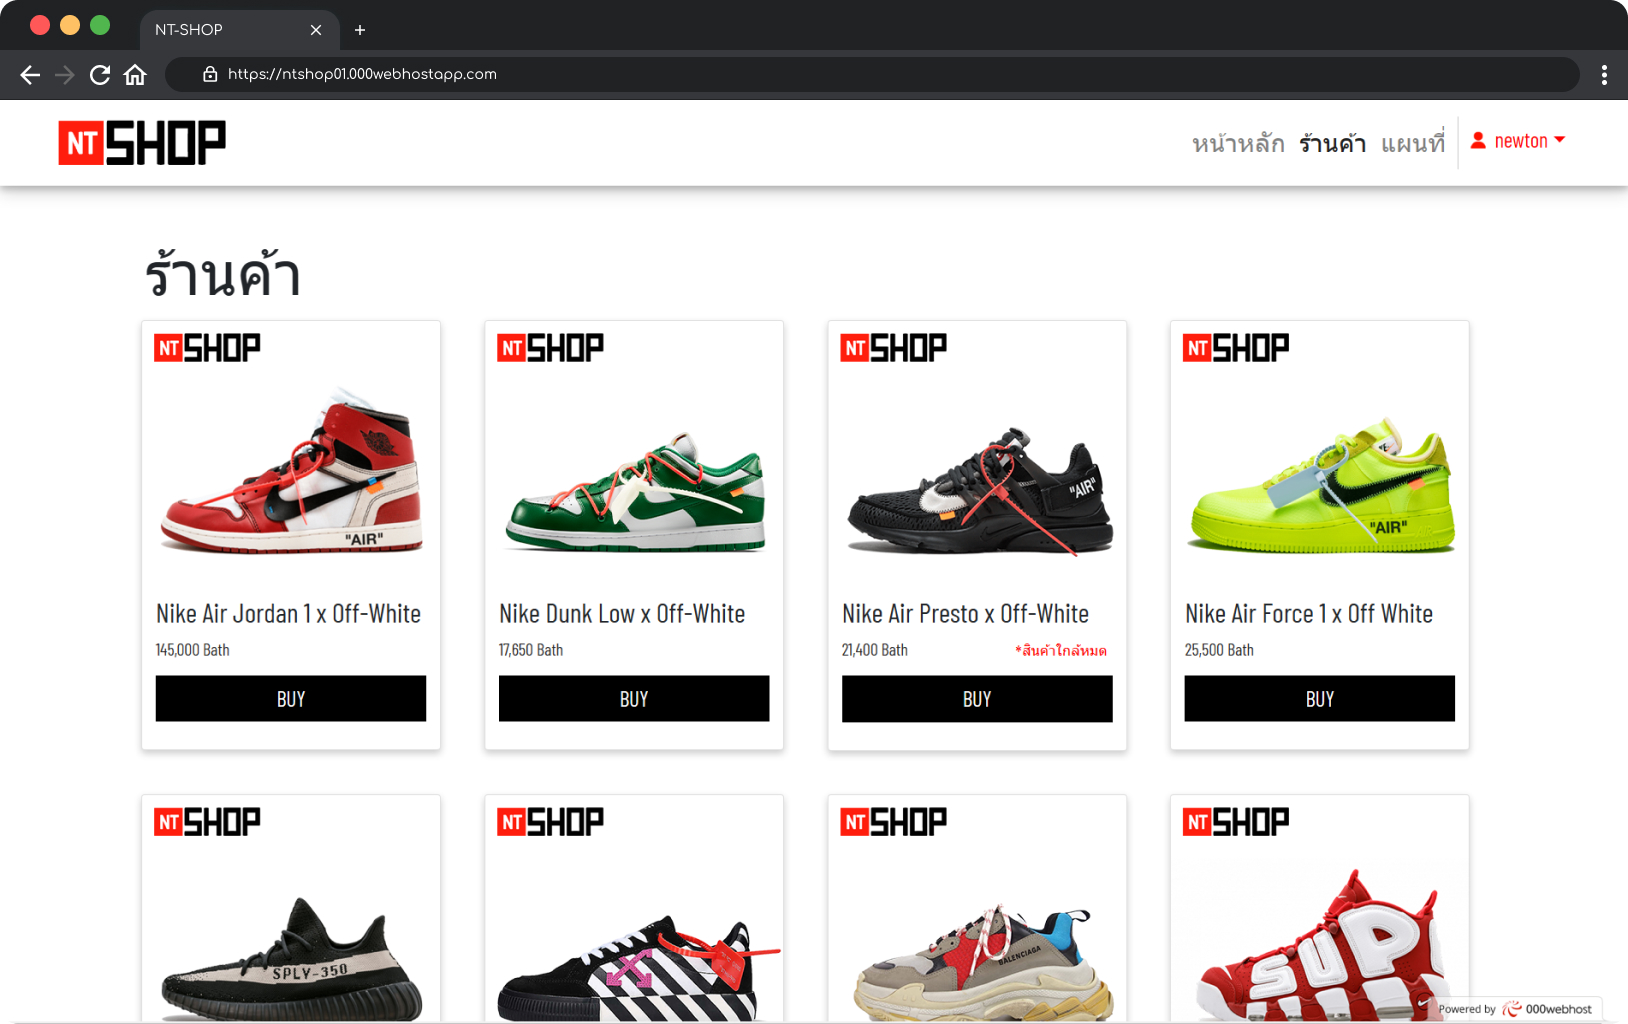 NT-SHOP
https://ntshop01.000webhostapp.com
NT SHOP
หน้าหลัก ร้านค้า แผนที่ newton
ร้านค้า
NT SHOP
NT SHOP
NT SHOP
NT SHOP
"AIR"
"AIR"
"AIR"
Nike Air Jordan 1 x Off-White
145,000 Bath
BUY
Nike Dunk Low x Off-White
17,650 Bath
BUY
Nike Air Presto x Off-White
21,400 Bath *สินค้าใกล้หมด
BUY
Nike Air Force 1 x Off White
25,500 Bath
BUY
NT SHOP
NT SHOP
NT SHOP
NT SHOP
SPLY-350
BALENCIAGA
SUP
Powered by 000webhost